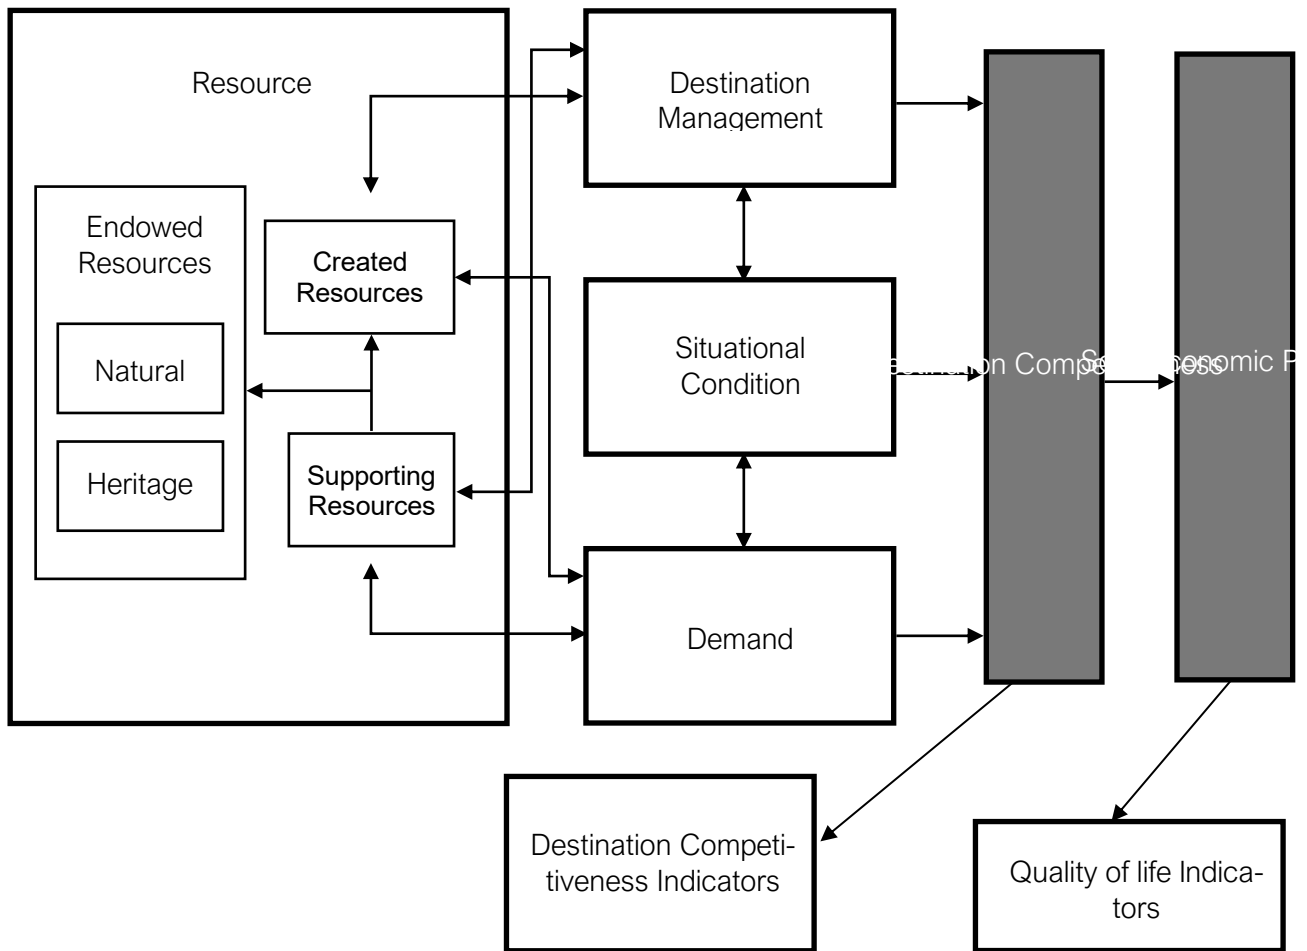 Resource
Destination
Management
Endowed
Resources
Created
Resources
Natural
Situational
Condition
Heritage
Supporting
Resources
Demand
Destination Competi-
tiveness Indicators
Quality of life Indica-
tors